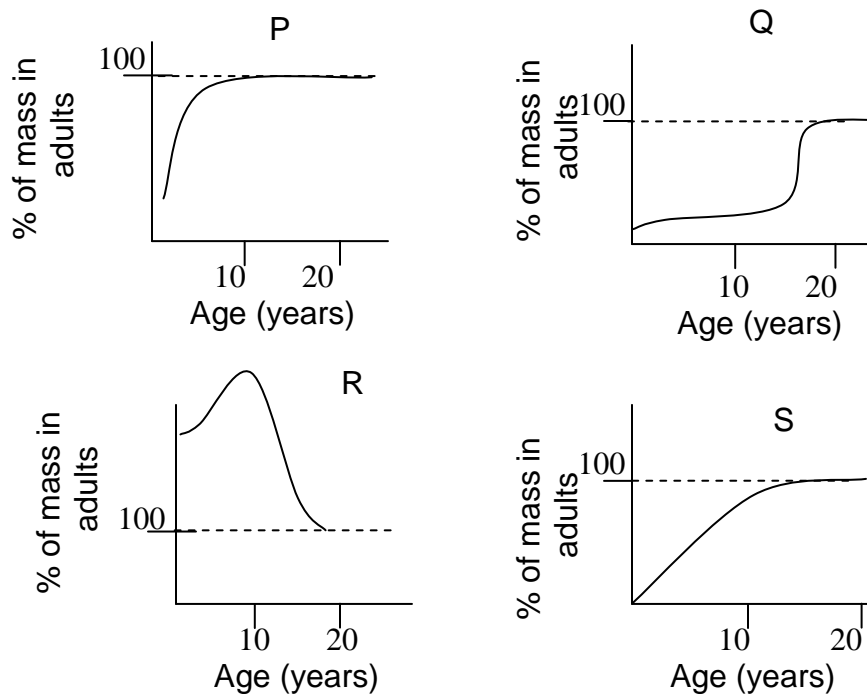 P
100
% of mass in
adults
10
20
Age (years)
Q
100
% of mass in
adults
10
20
Age (years)
R
100
% of mass in
adults
10
20
Age (years)
S
100
% of mass in
adults
10
20
Age (years)